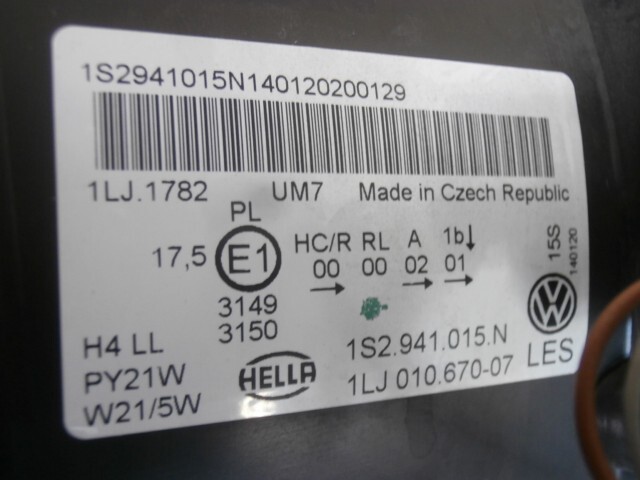 1S2941015N140120200129
1LJ.1782 UM7 Made in Czech Republic
PL
17,5 E1 HC/R RL A 1b↓
00 00 02 01
→ → →
3149
3150
15S
140120
VW
H4 LL
PY21W
W21/5W
HELLA
1S2.941.015.N
1LJ 010.670-07
LES